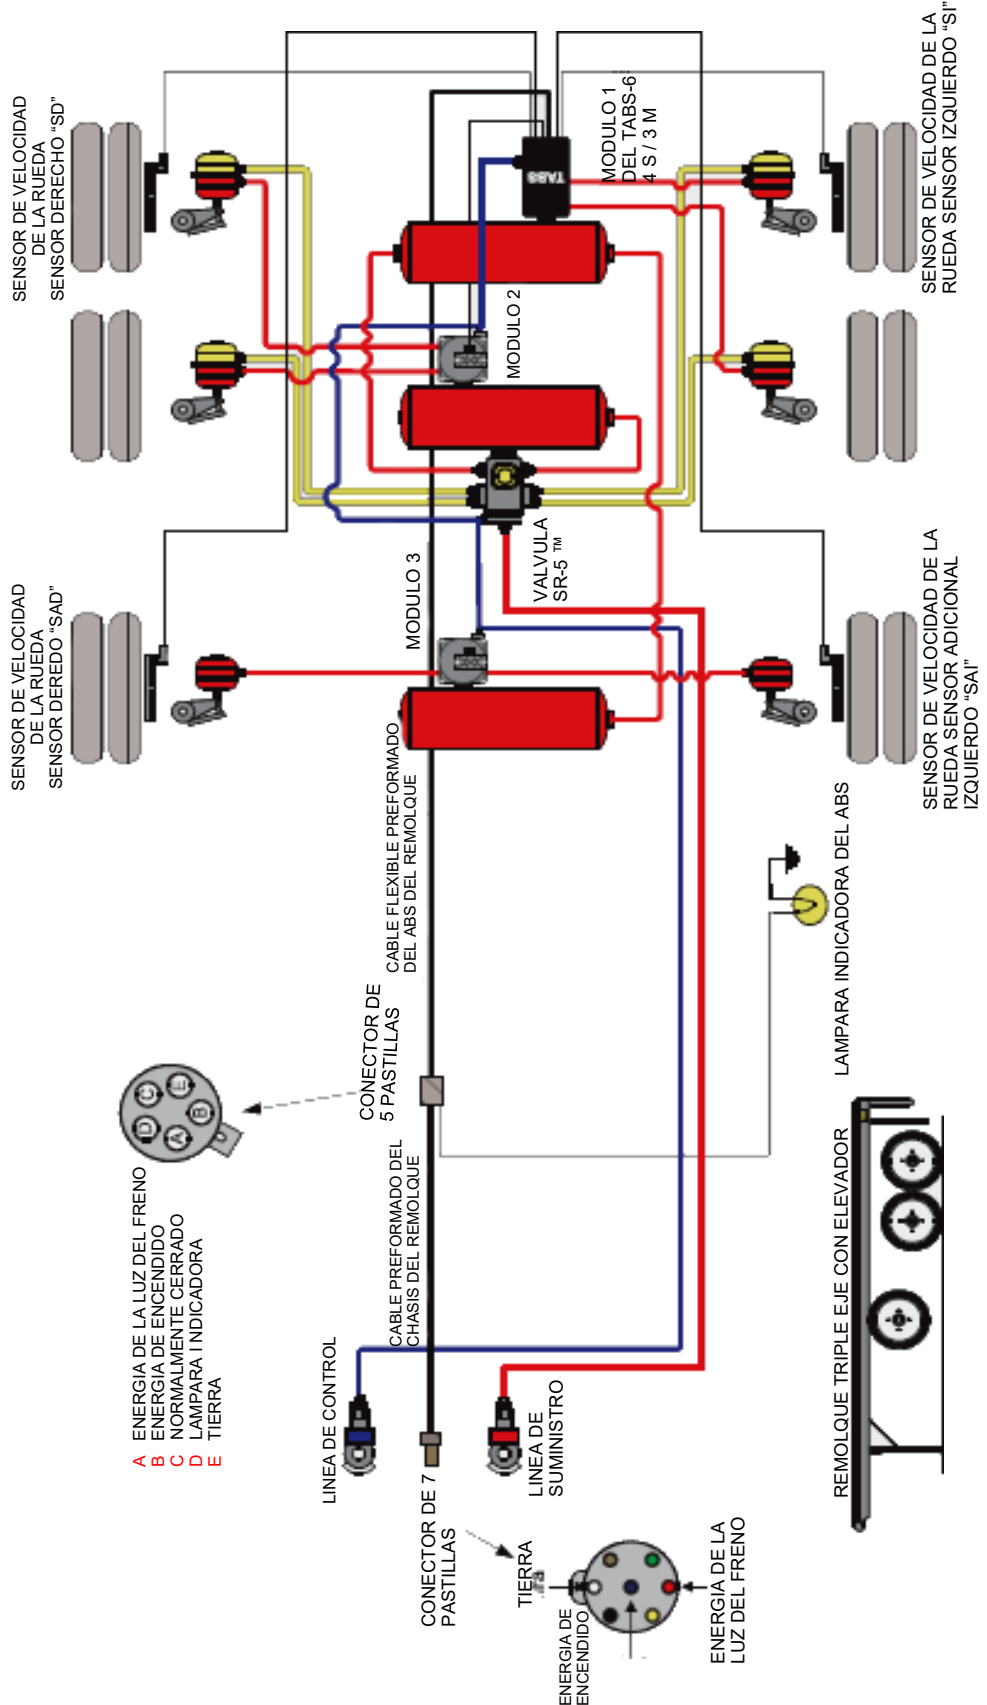 SENSOR DE VELOCIDAD
DE LA RUEDA
SENSOR DEREDO “SAD”
SENSOR DE VELOCIDAD
DE LA RUEDA
SENSOR DERECHO “SD”
A ENERGIA DE LA LUZ DEL FRENO
B ENERGIA DE ENCENDIDO
C NORMALMENTE CERRADO
D LAMPARA INDICADORA
E TIERRA
D
C
A
E
B
CONECTOR DE
5 PASTILLAS
LINEA DE CONTROL
CABLE PREFORMADO DEL
CHASIS DEL REMOLQUE
CABLE FLEXIBLE PREFORMADO
DEL ABS DEL REMOLQUE
MODULO 3
MODULO 2
TABS
MODULO 1
DEL TABS-6
4 S / 3 M
VALVULA
SR-5 ™
CONECTOR DE 7
PASTILLAS
LINEA DE
SUMINISTRO
TIERRA
ENERGIA DE
ENCENDIDO
ENERGIA DE LA
LUZ DEL FRENO
REMOLQUE TRIPLE EJE CON ELEVADOR
LAMPARA INDICADORA DEL ABS
SENSOR DE VELOCIDAD DE LA
RUEDA SENSOR ADICIONAL
IZQUIERDO “SAI”
SENSOR DE VELOCIDAD DE LA
RUEDA SENSOR IZQUIERDO “SI”